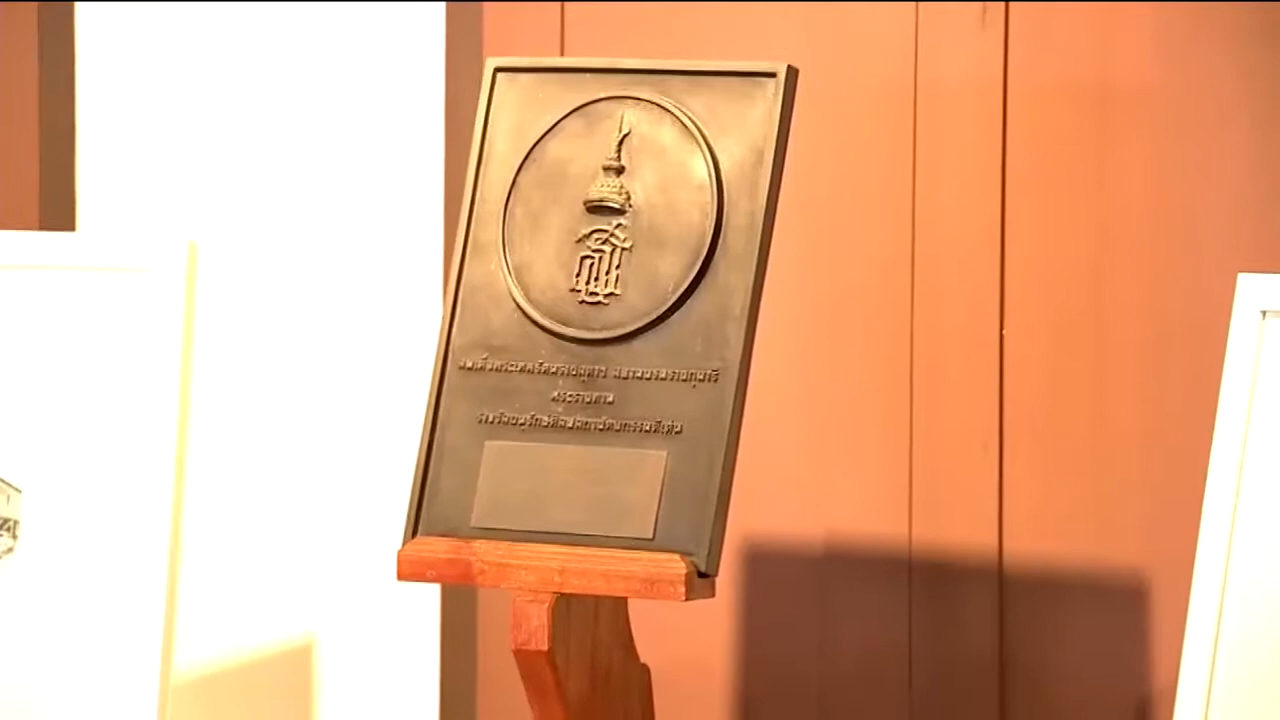 สมเด็จพระเทพรัตนราชสุดาฯ สยามบรมราชกุมารี
พระราชทาน
รางวัลอนุรักษ์ศิลปสถาปัตยกรรมดีเด่น